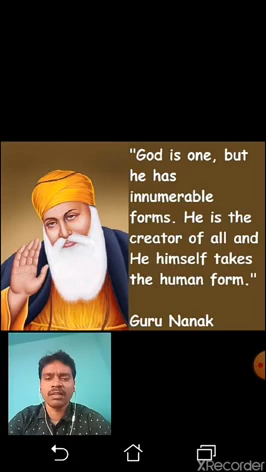 "God is one, but
he has
innumerable
forms. He is the
creator of all and
He himself takes
the human form."
Guru Nanak
XRecorder